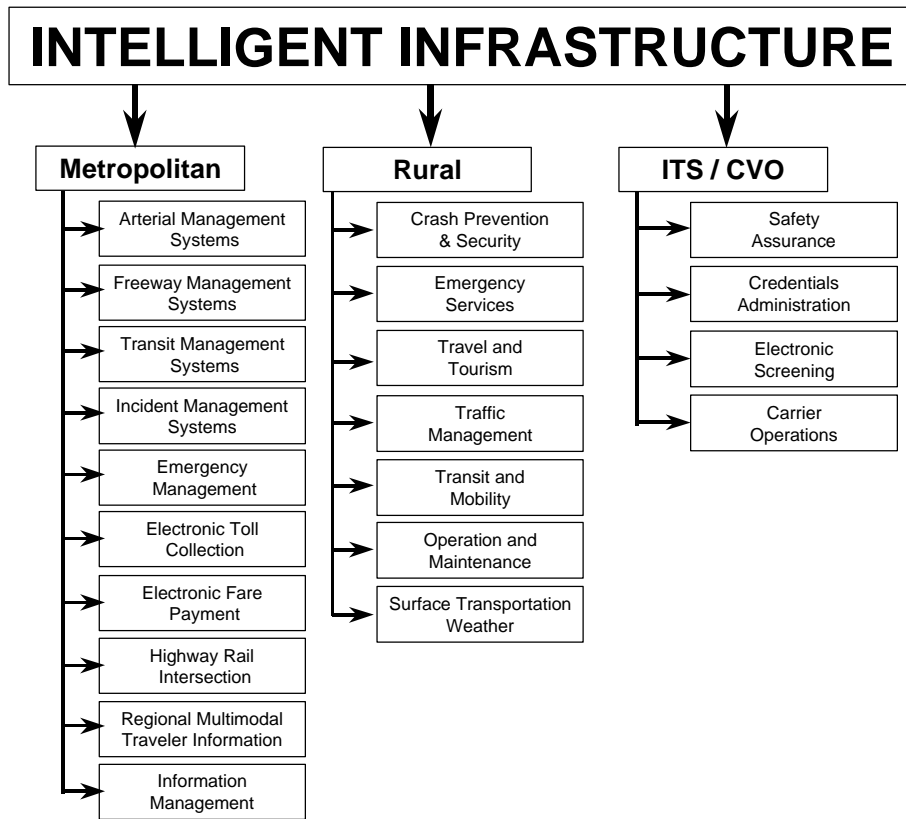 INTELLIGENT INFRASTRUCTURE
Metropolitan
Arterial Management
Systems
Freeway Management
Systems
Transit Management
Systems
Incident Management
Systems
Emergency
Management
Electronic Toll
Collection
Electronic Fare
Payment
Highway Rail
Intersection
Regional Multimodal
Traveler Information
Information
Management
Rural
Crash Prevention
& Security
Emergency
Services
Travel and
Tourism
Traffic
Management
Transit and
Mobility
Operation and
Maintenance
Surface Transportation
Weather
ITS / CVO
Safety
Assurance
Credentials
Administration
Electronic
Screening
Carrier
Operations